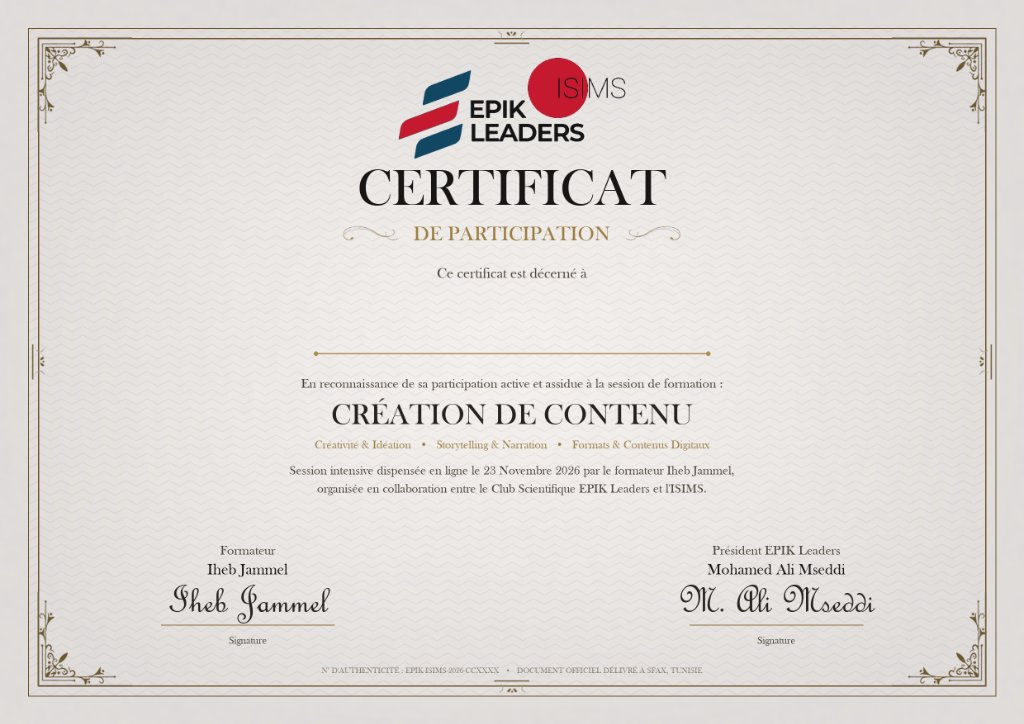 ISIMS
EPIK
LEADERS
CERTIFICAT
DE PARTICIPATION
Ce certificat est décerné à
En reconnaissance de sa participation active et assidue à la session de formation :
CRÉATION DE CONTENU
Créativité & Idéation • Storytelling & Narration • Formats & Contenus Digitaux
Session intensive dispensée en ligne le 23 Novembre 2026 par le formateur Iheb Jammel,
organisée en collaboration entre le Club Scientifique EPIK Leaders et l'ISIMS.
Formateur
Iheb Jammel
Iheb Jammel
Signature
Président EPIK Leaders
Mohamed Ali Mseddi
M. Ali Mseddi
Signature
N° D'AUTHENTICITÉ : EPIK-ISIMS-2026-CCXXXX • DOCUMENT OFFICIEL DÉLIVRÉ À SFAX, TUNISIE